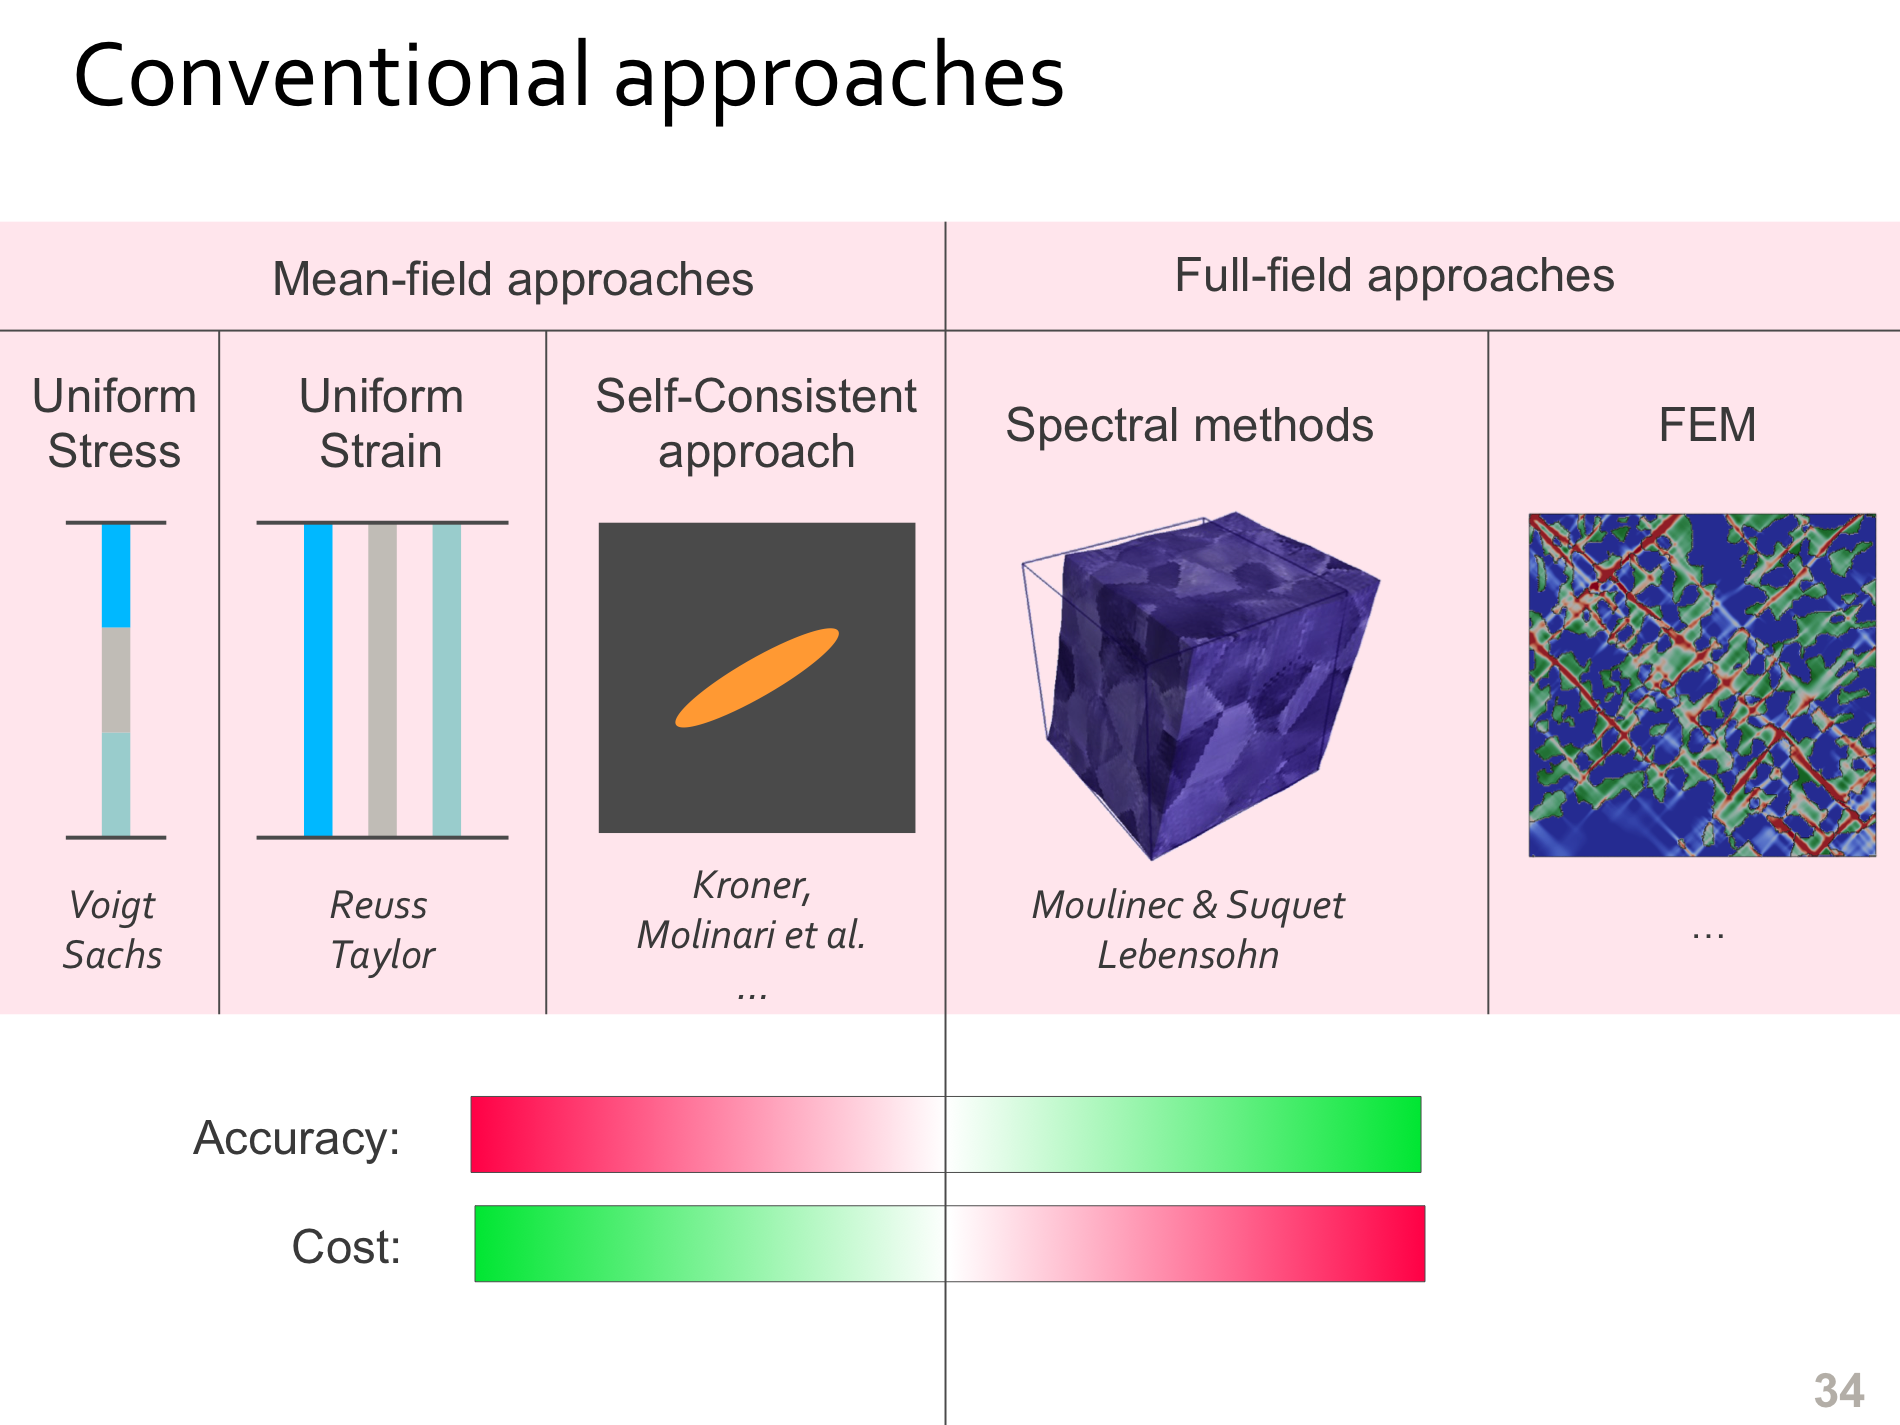 Conventional approaches
Mean-field approaches
Full-field approaches
Uniform
Stress
Uniform
Strain
Self-Consistent
approach
Spectral methods
FEM
Voigt
Sachs
Reuss
Taylor
Kroner,
Molinari et al.
...
Moulinec & Suquet
Lebensohn
...
Accuracy:
Cost:
34